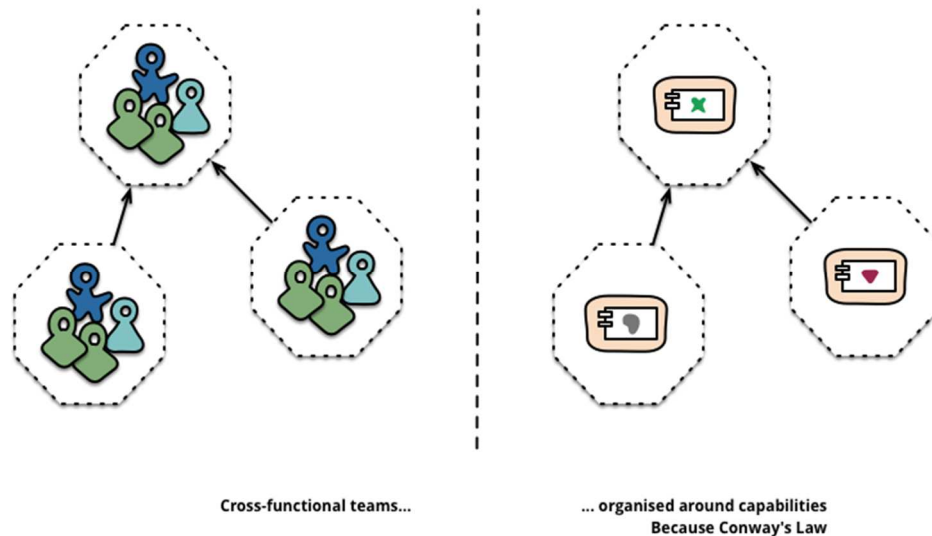 Cross-functional teams...
... organised around capabilities
Because Conway's Law